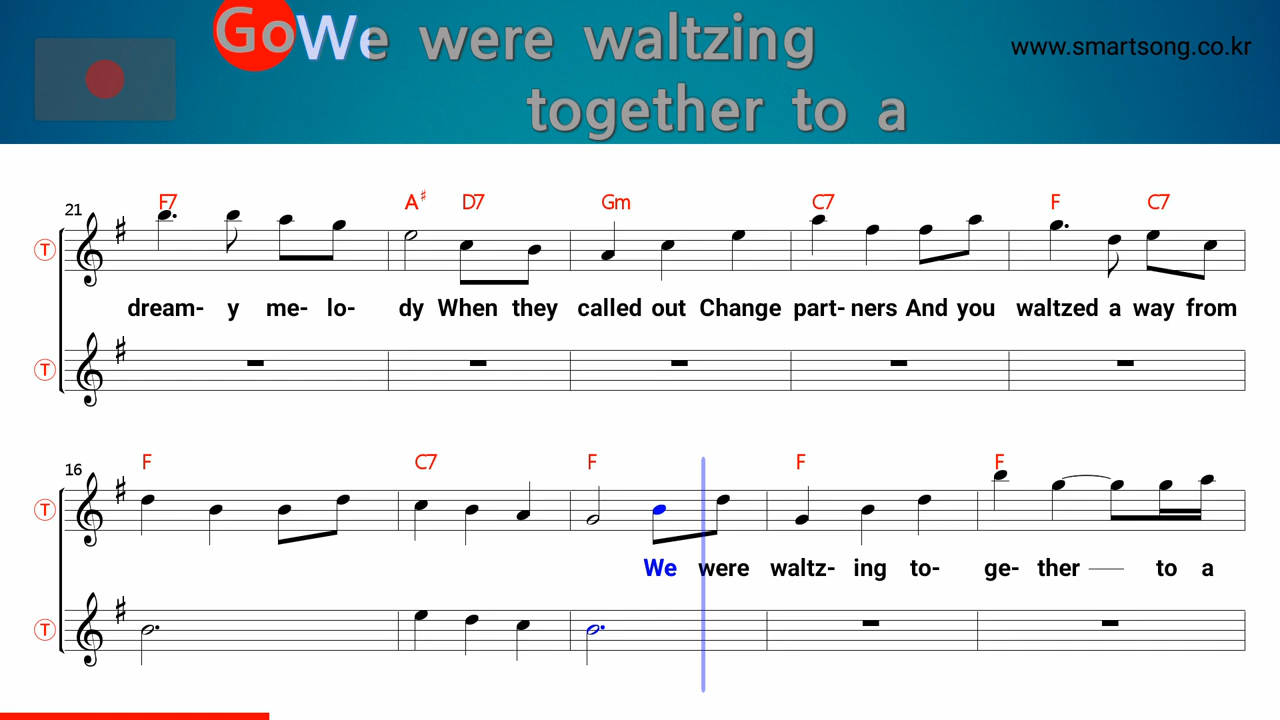 Go We were waltzing
www.smartsong.co.kr
together to a
21 F7 A♯ D7 Gm C7 F C7
T
dream- y me- lo- dy When they called out Change part- ners And you waltzed a way from
T
16 F C7 F F F
T
We were waltz- ing to- ge- ther to a
T